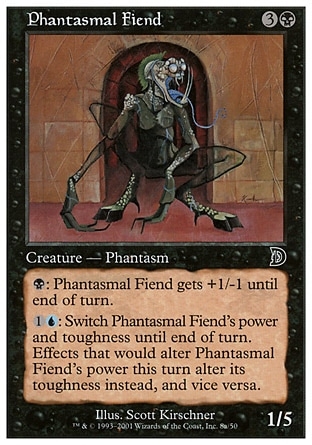 Phantasmal Fiend 3
Creature — Phantasm
: Phantasmal Fiend gets +1/-1 until
end of turn.
1 : Switch Phantasmal Fiend's power
and toughness until end of turn.
Effects that would alter Phantasmal
Fiend's power this turn alter its
toughness instead, and vice versa.
Illus. Scott Kirschner
™ & © 1993–2001 Wizards of the Coast, Inc. 8a/50
1/5